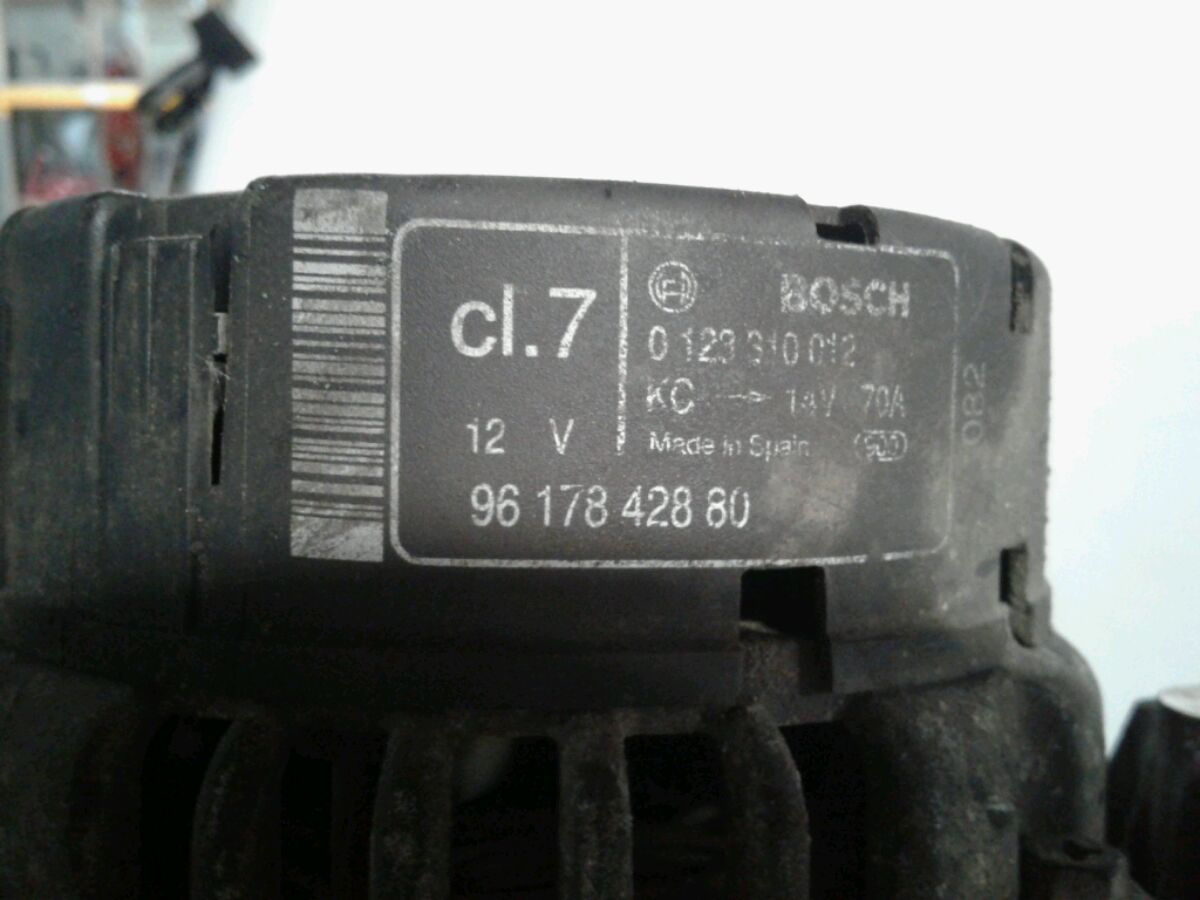 cl.7
12 V
BOSCH
0 123 310 012
KC → 14V 70A
Made in Spain
96 178 428 80
082